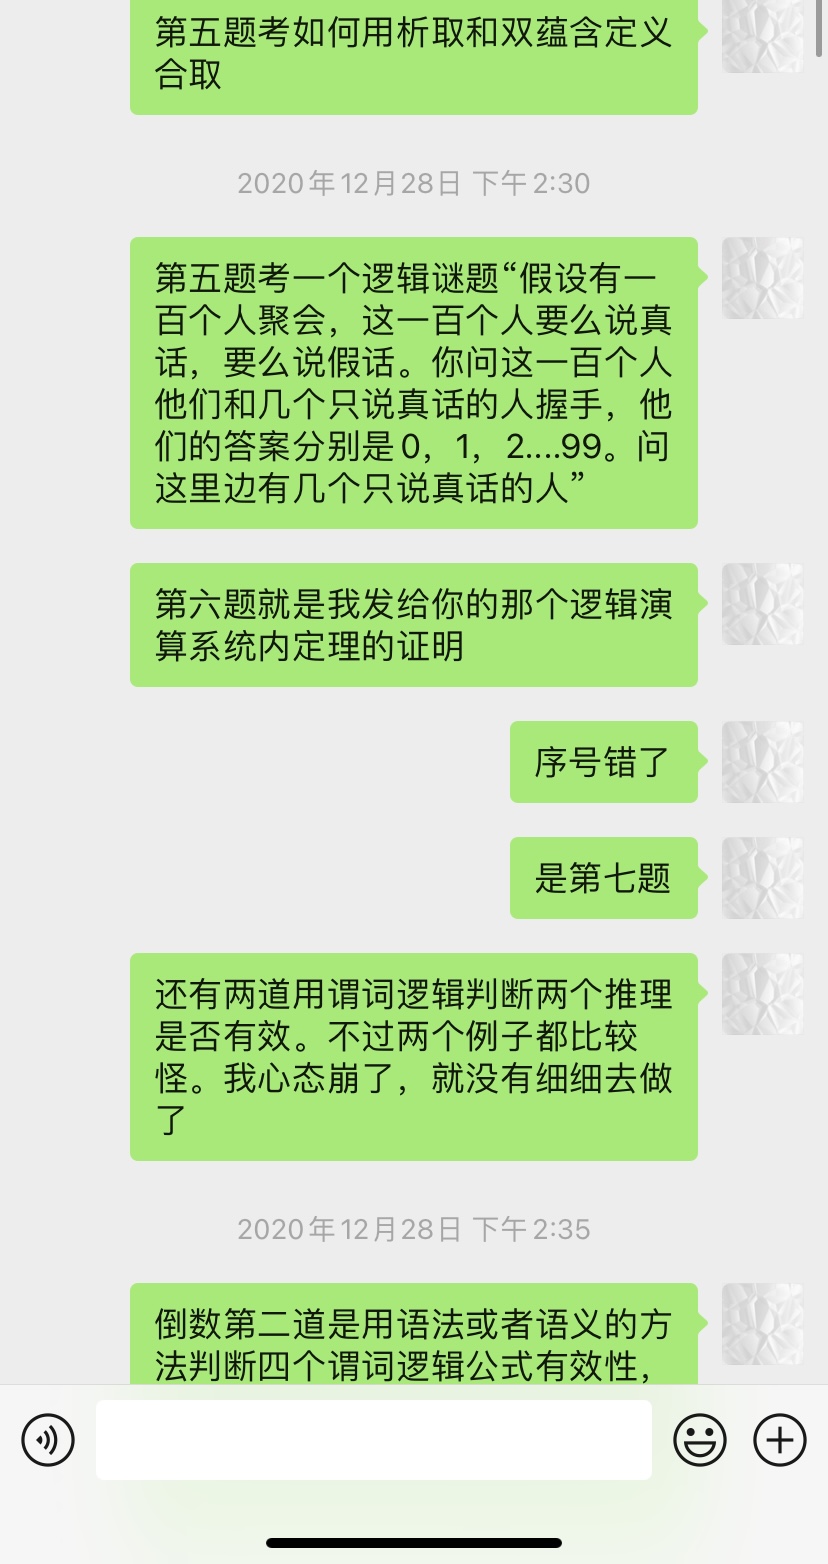 第五题考如何用析取和双蕴含定义
合取
2020年12月28日 下午2:30
第五题考一个逻辑谜题“假设有一
百个人聚会，这一百个人要么说真
话，要么说假话。你问这一百个人
他们和几个只说真话的人握手，他
们的答案分别是0，1，2....99。问
这里边有几个只说真话的人”
第六题就是我发给你的那个逻辑演
算系统内定理的证明
序号错了
是第七题
还有两道用谓词逻辑判断两个推理
是否有效。不过两个例子都比较
怪。我心态崩了，就没有细细去做
了
2020年12月28日 下午2:35
倒数第二道是用语法或者语义的方
法判断四个谓词逻辑公式有效性，